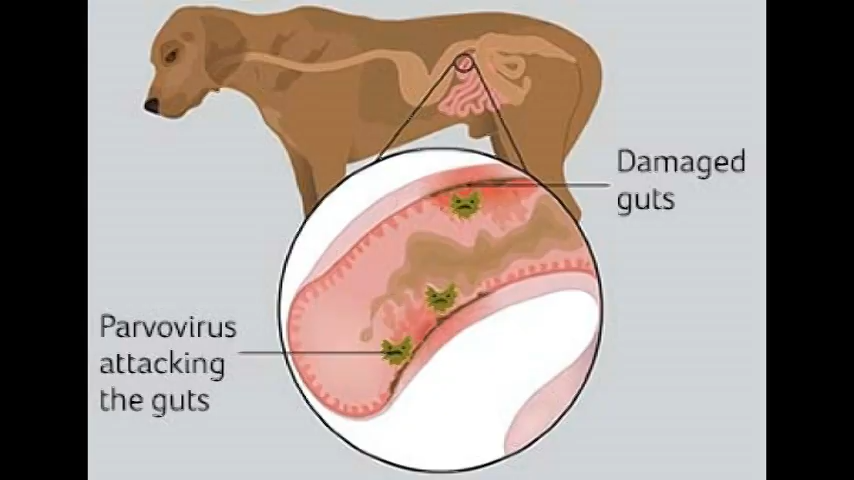 Damaged
guts
Parvovirus
attacking
the guts